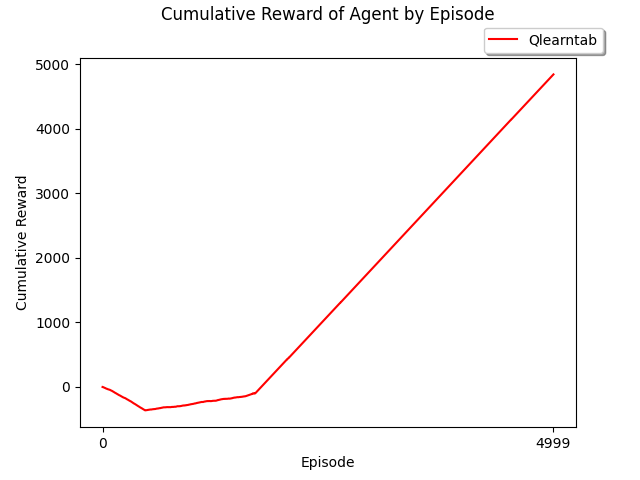 Cumulative Reward of Agent by Episode
Qlearntab
5000
4000
3000
2000
1000
0
Cumulative Reward
0 4999
Episode